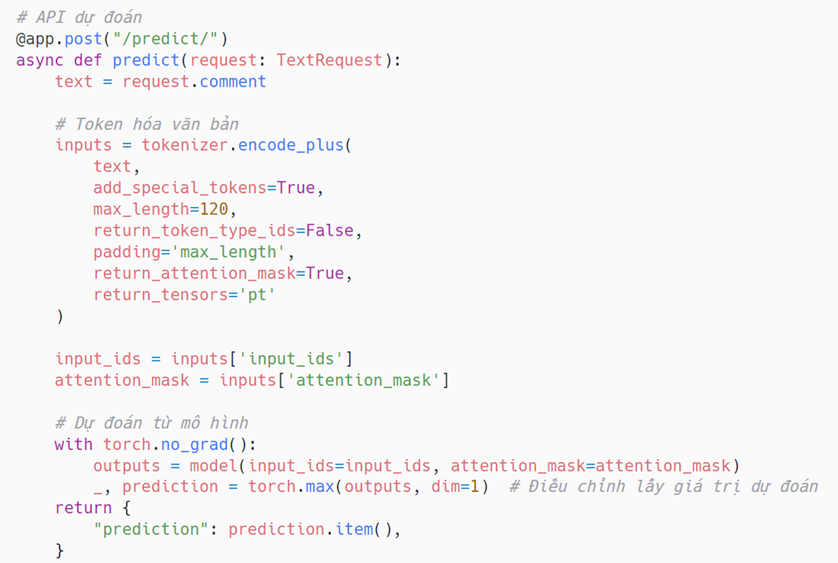 # API dự đoán
@app.post("/predict/")
async def predict(request: TextRequest):
    text = request.comment

    # Token hóa văn bản
    inputs = tokenizer.encode_plus(
        text,
        add_special_tokens=True,
        max_length=120,
        return_token_type_ids=False,
        padding='max_length',
        return_attention_mask=True,
        return_tensors='pt'
    )

    input_ids = inputs['input_ids']
    attention_mask = inputs['attention_mask']

    # Dự đoán từ mô hình
    with torch.no_grad():
        outputs = model(input_ids=input_ids, attention_mask=attention_mask)
        _, prediction = torch.max(outputs, dim=1)  # Điều chỉnh lấy giá trị dự đoán
    return {
        "prediction": prediction.item(),
    }